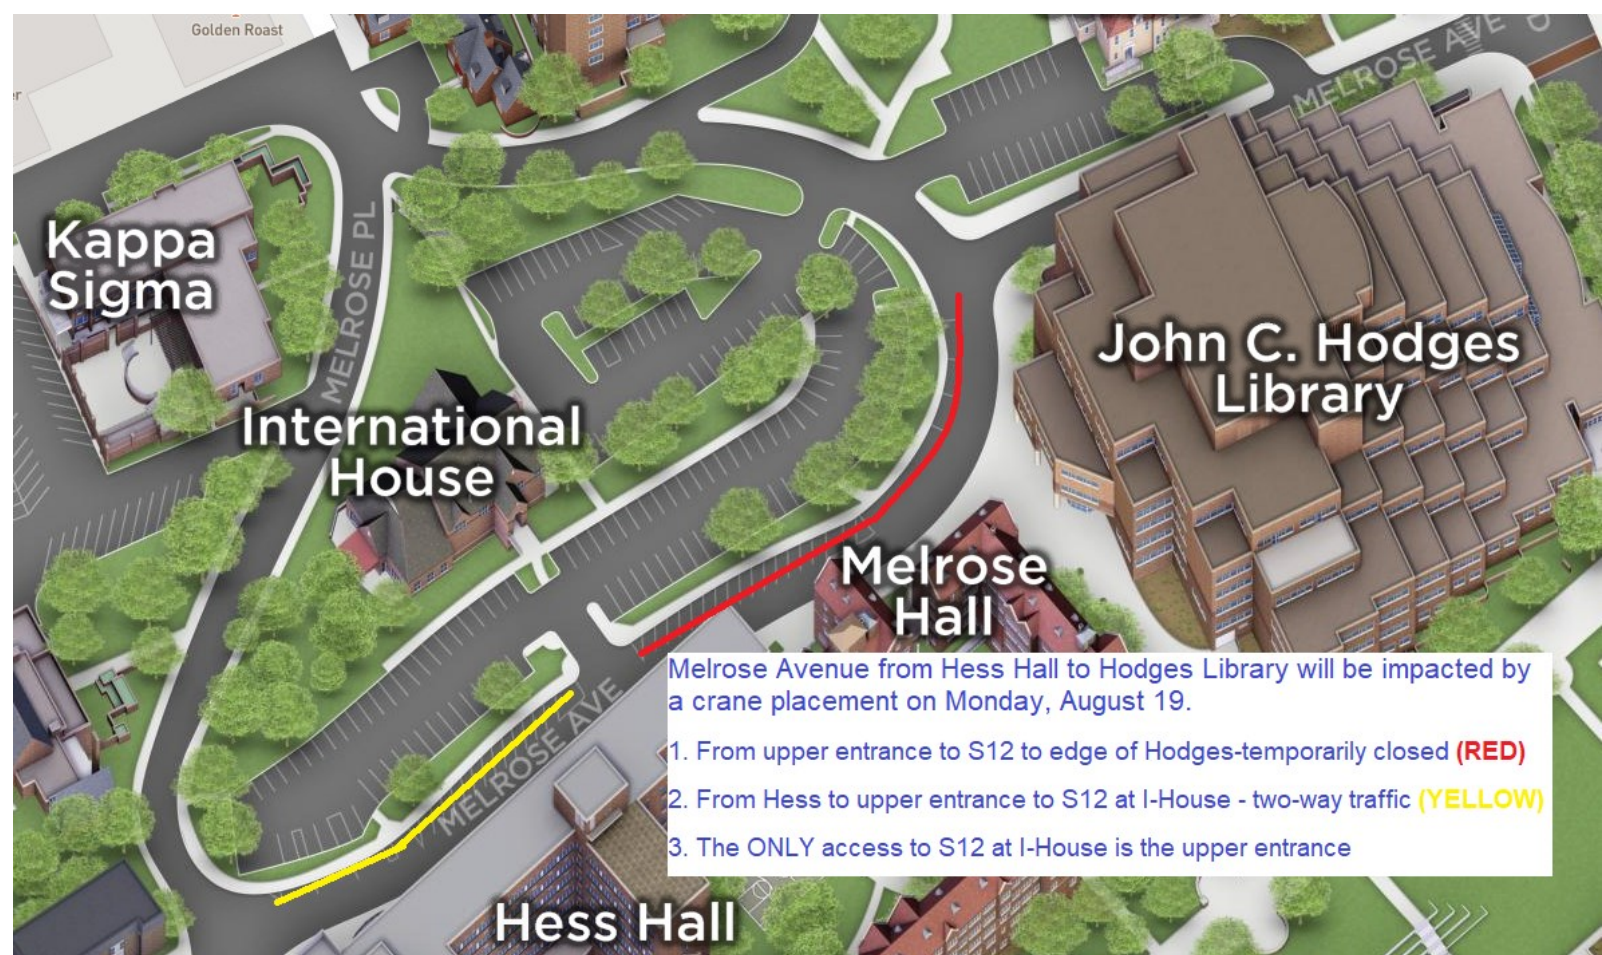 Golden Roast
er
MELROSE AVE
Kappa
Sigma
MELROSE PL
John C. Hodges
Library
International
House
Melrose
Hall
Melrose Avenue from Hess Hall to Hodges Library will be impacted by
a crane placement on Monday, August 19.
1. From upper entrance to S12 to edge of Hodges-temporarily closed (RED)
2. From Hess to upper entrance to S12 at I-House - two-way traffic (YELLOW)
3. The ONLY access to S12 at I-House is the upper entrance
MELROSE AVE
Hess Hall